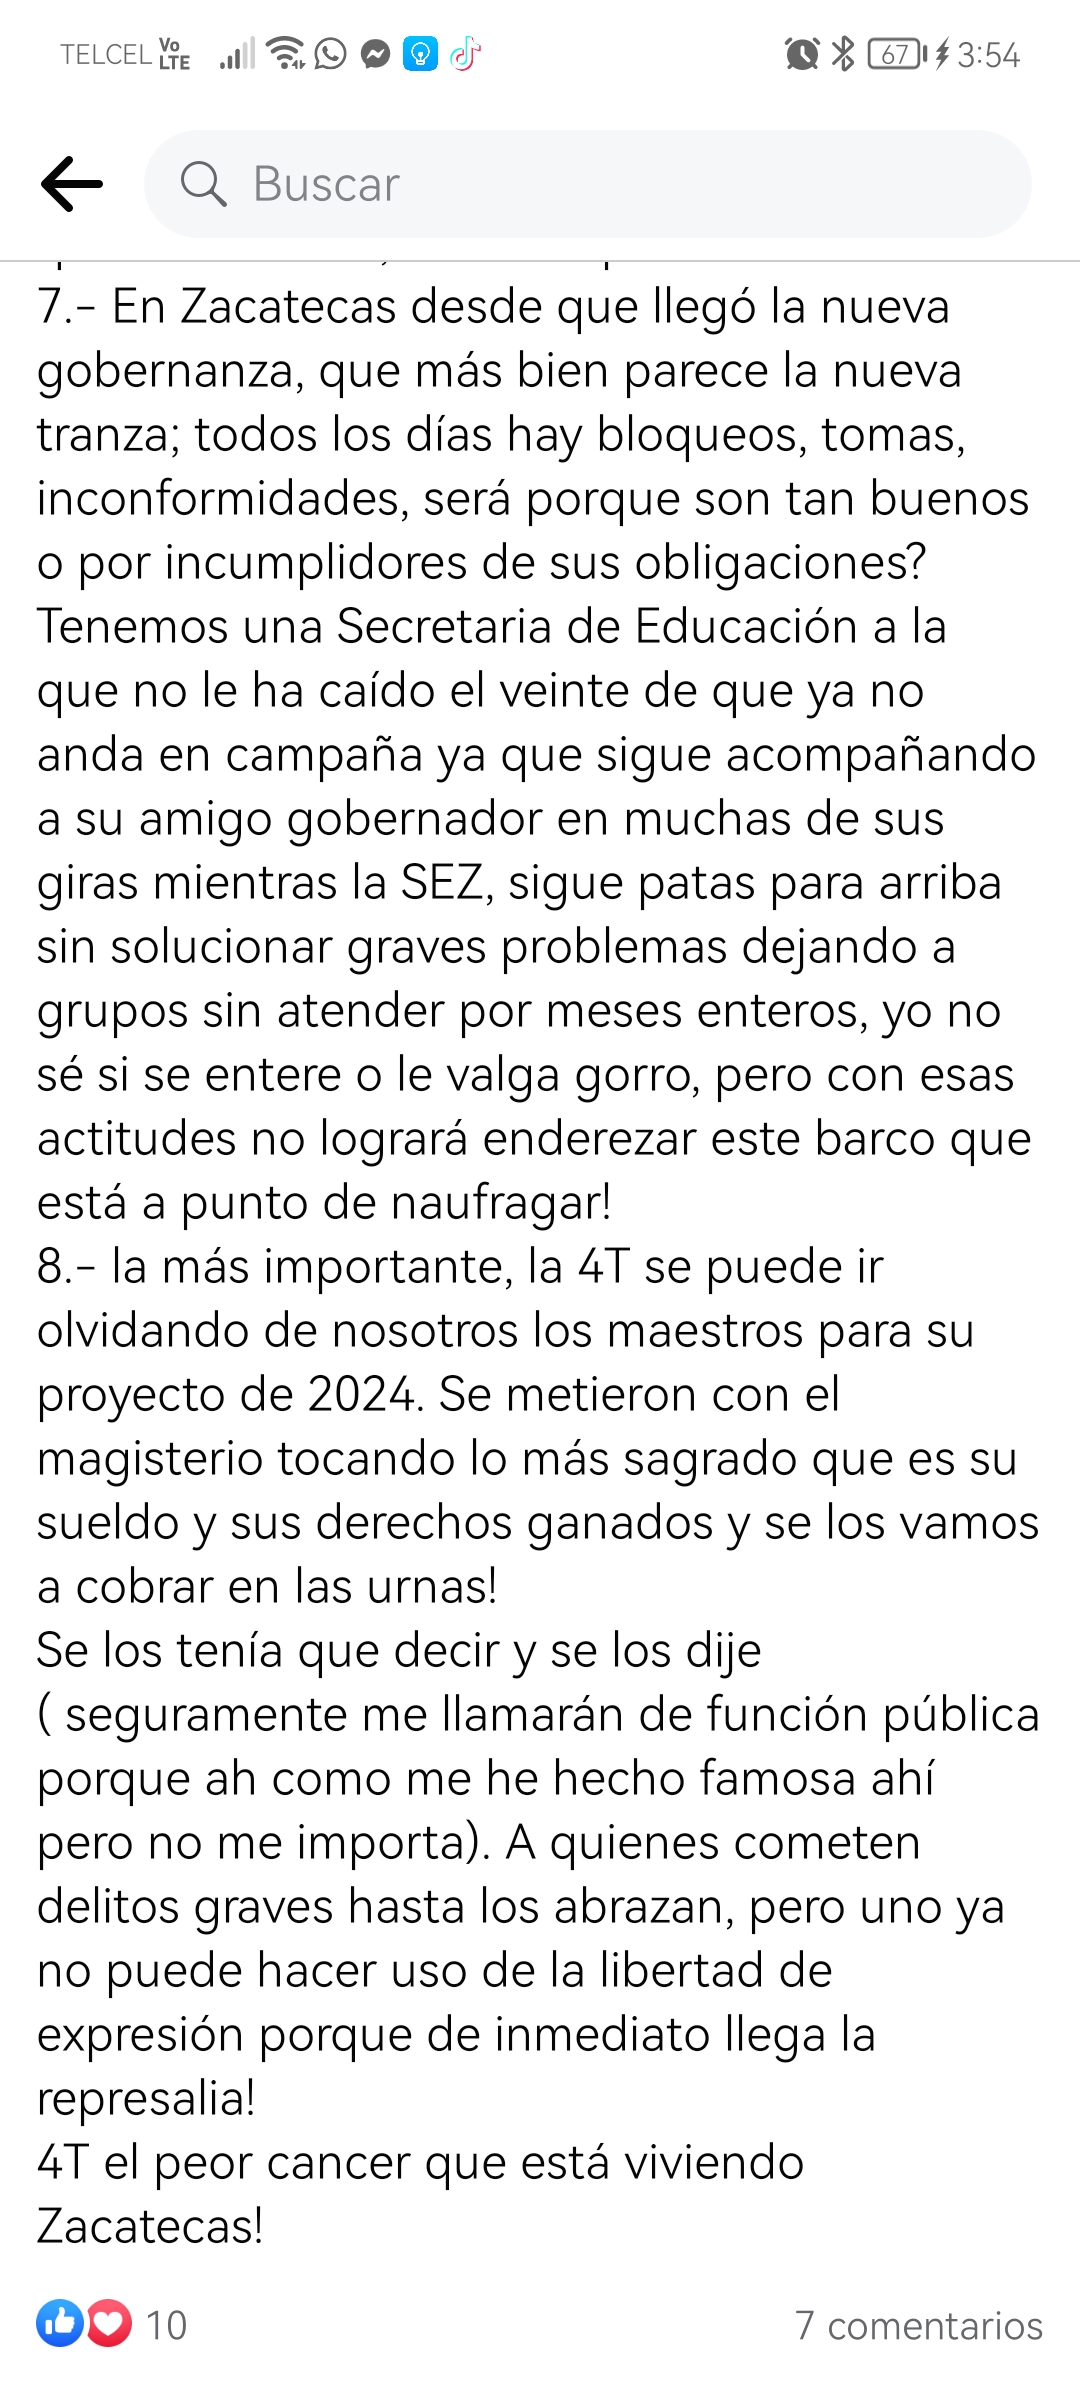 TELCEL VoLTE 67 3:54
Buscar
7.- En Zacatecas desde que llegó la nueva
gobernanza, que más bien parece la nueva
tranza; todos los días hay bloqueos, tomas,
inconformidades, será porque son tan buenos
o por incumplidores de sus obligaciones?
Tenemos una Secretaria de Educación a la
que no le ha caído el veinte de que ya no
anda en campaña ya que sigue acompañando
a su amigo gobernador en muchas de sus
giras mientras la SEZ, sigue patas para arriba
sin solucionar graves problemas dejando a
grupos sin atender por meses enteros, yo no
sé si se entere o le valga gorro, pero con esas
actitudes no logrará enderezar este barco que
está a punto de naufragar!
8.- la más importante, la 4T se puede ir
olvidando de nosotros los maestros para su
proyecto de 2024. Se metieron con el
magisterio tocando lo más sagrado que es su
sueldo y sus derechos ganados y se los vamos
a cobrar en las urnas!
Se los tenía que decir y se los dije
( seguramente me llamarán de función pública
porque ah como me he hecho famosa ahí
pero no me importa). A quienes cometen
delitos graves hasta los abrazan, pero uno ya
no puede hacer uso de la libertad de
expresión porque de inmediato llega la
represalia!
4T el peor cancer que está viviendo
Zacatecas!
10 7 comentarios